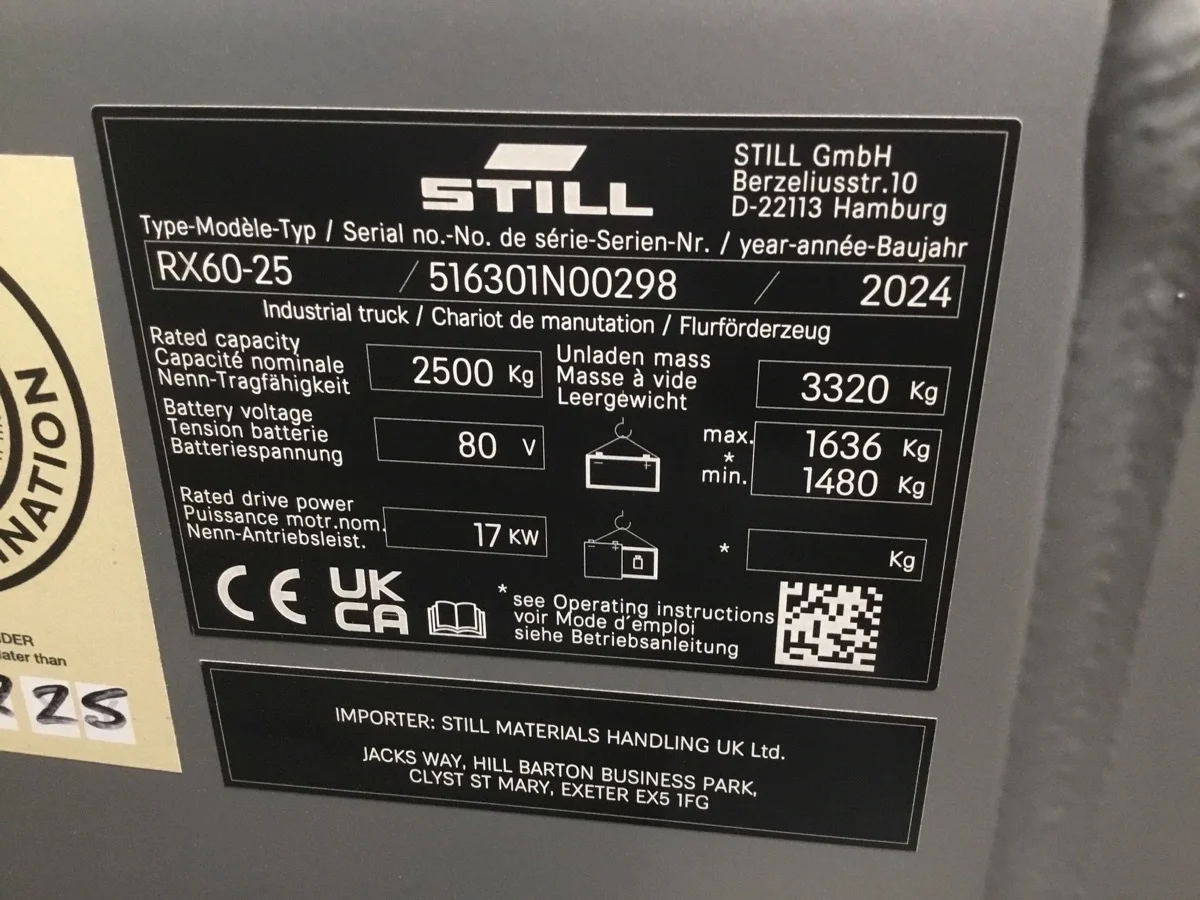 STILL
STILL GmbH
Berzeliusstr.10
D-22113 Hamburg
Type-Modèle-Typ / Serial no.-No. de série-Serien-Nr. / year-année-Baujahr
RX60-25 / 516301N00298 / 2024
Industrial truck / Chariot de manutation / Flurförderzeug
Rated capacity
Capacité nominale
Nenn-Tragfähigkeit
2500 Kg
Unladen mass
Masse à vide
Leergewicht
3320 Kg
Battery voltage
Tension batterie
Batteriespannung
80 V
max. 1636 Kg
*
min. 1480 Kg
Rated drive power
Puissance motr.nom.
Nenn-Antriebsleist.
17 KW
* Kg
CE
UK
CA
* see Operating instructions
voir Mode d'emploi
siehe Betriebsanleitung
IMPORTER: STILL MATERIALS HANDLING UK Ltd.
JACKS WAY, HILL BARTON BUSINESS PARK,
CLYST ST MARY, EXETER EX5 1FG
than
25